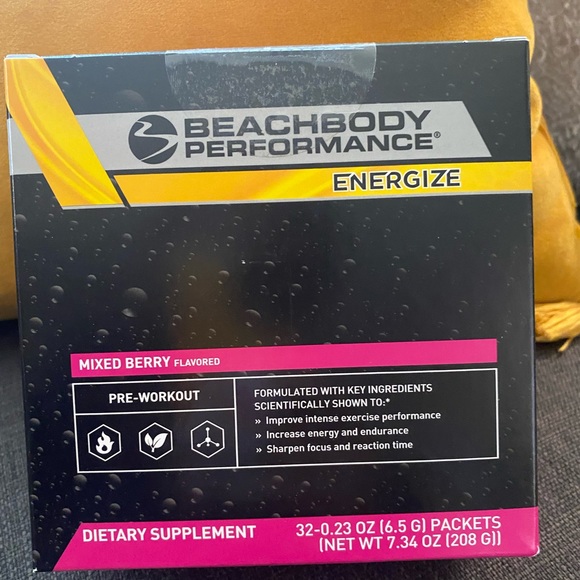 BEACHBODY
PERFORMANCE®
ENERGIZE
MIXED BERRY FLAVORED
PRE-WORKOUT
FORMULATED WITH KEY INGREDIENTS
SCIENTIFICALLY SHOWN TO:*
» Improve intense exercise performance
» Increase energy and endurance
» Sharpen focus and reaction time
DIETARY SUPPLEMENT
32-0.23 OZ (6.5 G) PACKETS
(NET WT 7.34 OZ (208 G))